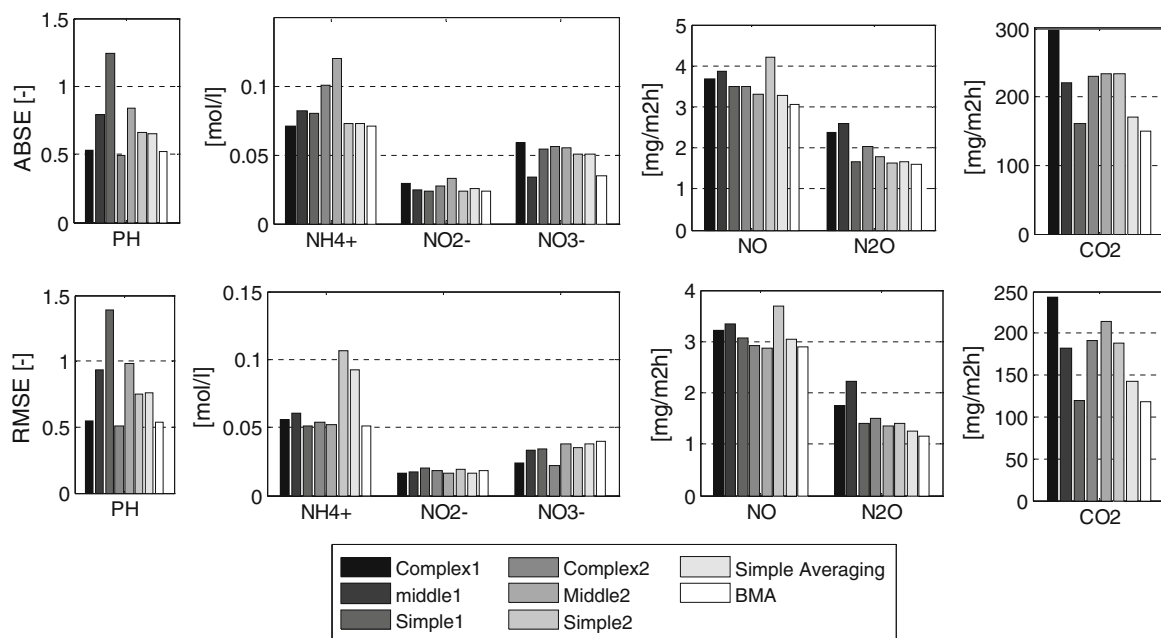 ABSE [-]
1.5
1
0.5
0
PH
[mol/l]
0.1
0.05
0
NH4+ NO2- NO3-
[mg/m2h]
5
4
3
2
1
0
NO N2O
[mg/m2h]
300
200
100
0
CO2
RMSE [-]
1.5
1
0.5
0
PH
[mol/l]
0.15
0.1
0.05
0
NH4+ NO2- NO3-
[mg/m2h]
4
3
2
1
0
NO N2O
[mg/m2h]
250
200
150
100
50
0
CO2
Complex1 Complex2 Simple Averaging
middle1 Middle2 BMA
Simple1 Simple2